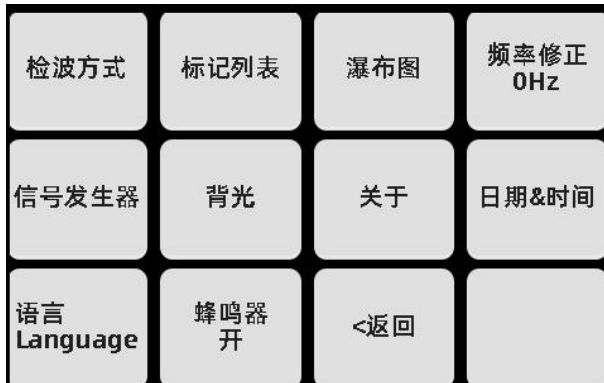 检波方式
标记列表
瀑布图
频率修正
0Hz
信号发生器
背光
关于
日期&时间
语言
Language
蜂鸣器
开
<返回